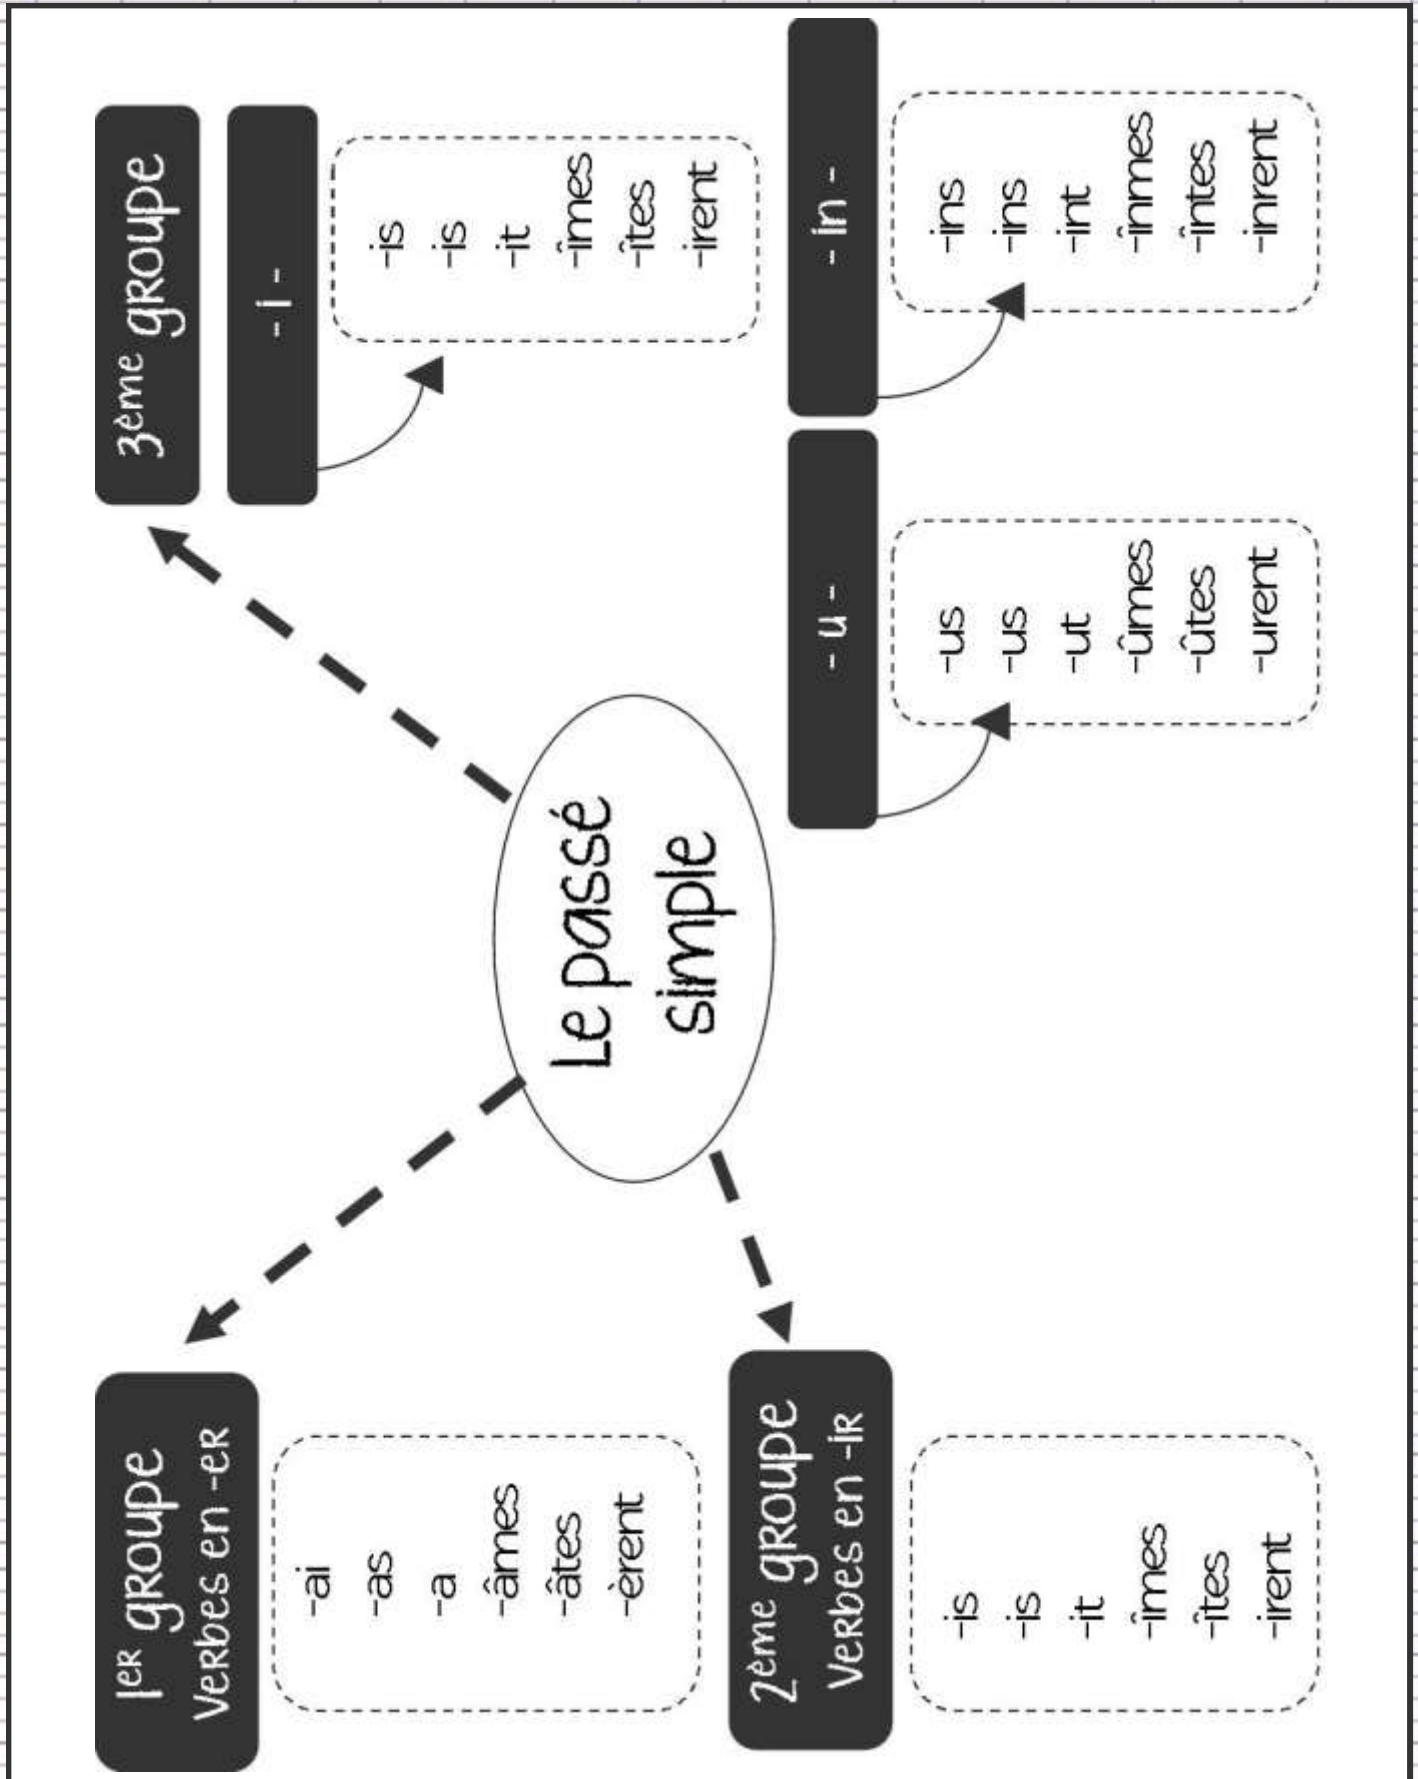 1er groupe
Verbes en -er
-ai
-as
-a
-âmes
-âtes
-èrent
Le passé
simple
2ème groupe
Verbes en -ir
-is
-is
-it
-îmes
-îtes
-irent
3ème groupe
- i -
-is
-is
-it
-îmes
-îtes
-irent
- u -
-us
-us
-ut
-ûmes
-ûtes
-urent
- in -
-ins
-ins
-int
-înmes
-întes
-inrent